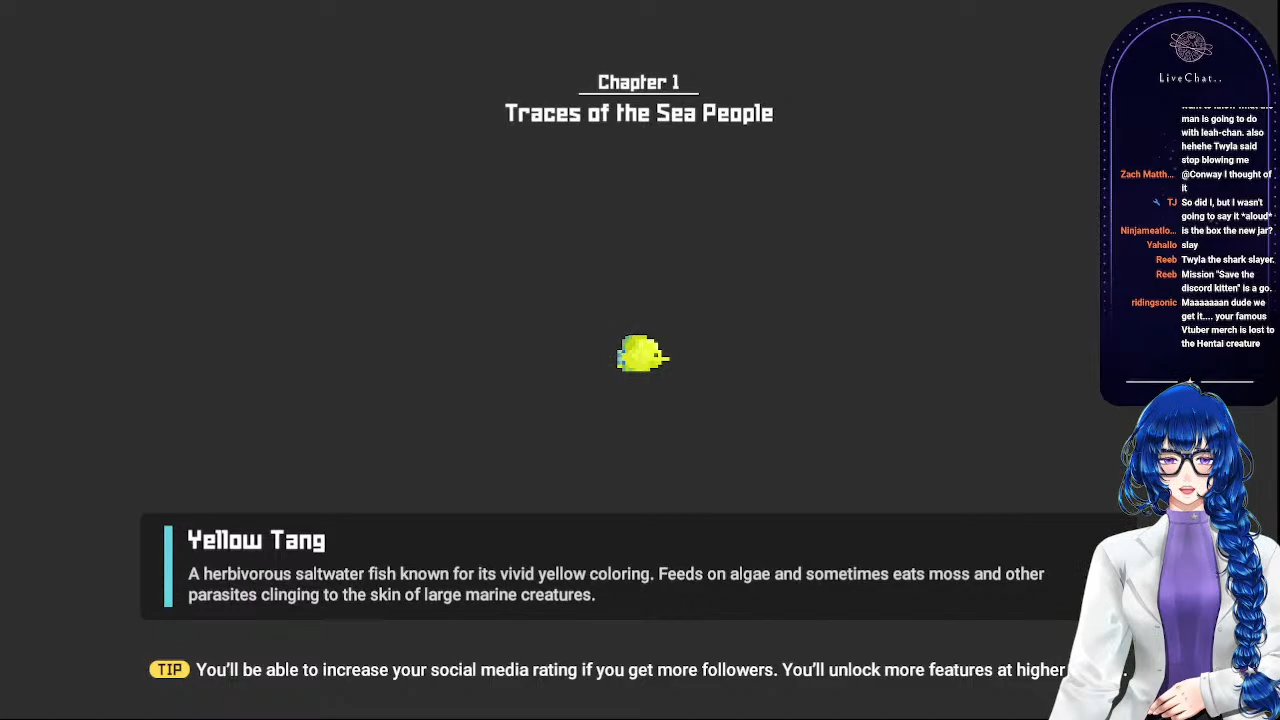 Chapter 1
Traces of the Sea People
LiveChat..
man is going to do
with leah-chan. also
hehehe Twyla said
stop blowing me
Zach Matth... @Conway I thought of
it
TJ So did I, but I wasn't
going to say it *aloud*
Ninjameatlo... is the box the new jar?
Yahallo slay
Reeb Twyla the shark slayer.
Reeb Mission "Save the
discord kitten" is a go.
ridingsonic Maaaaaaan dude we
get it.... your famous
Vtuber merch is lost to
the Hentai creature
Yellow Tang
A herbivorous saltwater fish known for its vivid yellow coloring. Feeds on algae and sometimes eats moss and other
parasites clinging to the skin of large marine creatures.
TIP You'll be able to increase your social media rating if you get more followers. You'll unlock more features at higher